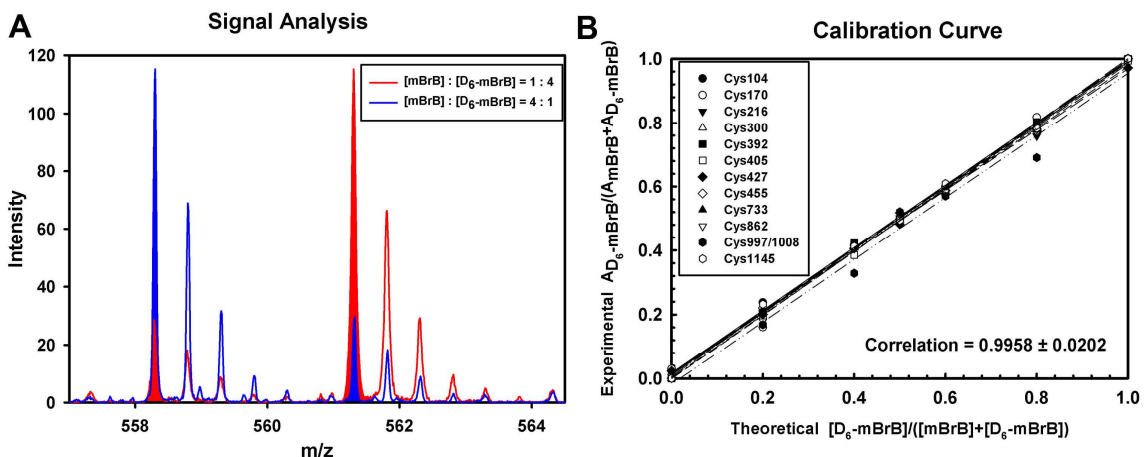 A
Signal Analysis
120
100
80
60
40
20
0
Intensity
[mBrB] : [D₆-mBrB] = 1 : 4
[mBrB] : [D₆-mBrB] = 4 : 1
558
560
562
564
m/z
B
Calibration Curve
Experimental A_D₆-mBrB/(A_mBrB+A_D₆-mBrB)
1.0
0.8
0.6
0.4
0.2
0.0
Cys104
Cys170
Cys216
Cys300
Cys392
Cys405
Cys427
Cys455
Cys733
Cys862
Cys997/1008
Cys1145
Correlation = 0.9958 ± 0.0202
0.0
0.2
0.4
0.6
0.8
1.0
Theoretical [D₆-mBrB]/([mBrB]+[D₆-mBrB])